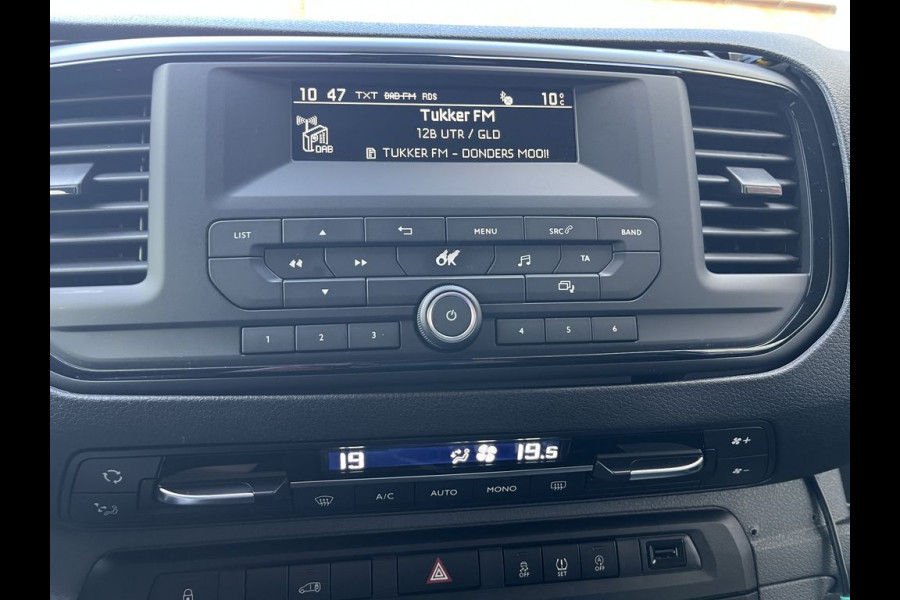 10 47 TXT DAB-FM RDS 10°C
Tukker FM
12B UTR / GLD
DAB
TUKKER FM - DONDERS MOOI!
LIST MENU SRC BAND
OK TA
1 2 3 4 5 6
19 19.5
A/C AUTO MONO
OFF SET OFF